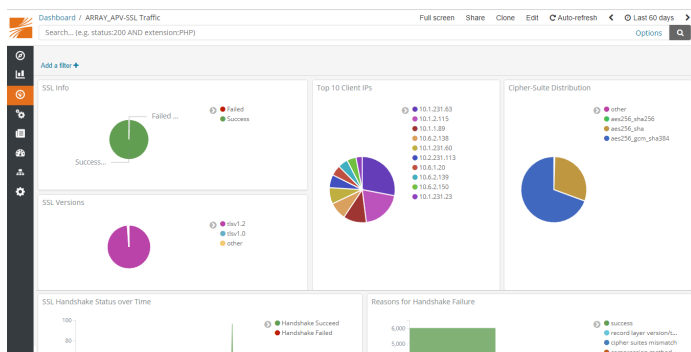 Dashboard / ARRAY_APV-SSL Traffic
Full screen Share Clone Edit Auto-refresh Last 60 days
Search... (e.g. status:200 AND extension:PHP)
Options
Add a filter +
SSL Info
Failed ...
Success...
Failed
Success
Top 10 Client IPs
10.1.231.63
10.1.2.115
10.1.1.89
10.6.2.138
10.1.231.60
10.2.231.113
10.6.1.20
10.6.2.139
10.6.2.150
10.1.231.23
Cipher-Suite Distribution
other
aes256_sha256
aes256_sha
aes256_gcm_sha384
SSL Versions
tlsv1.2
tlsv1.0
other
SSL Handshake Status over Time
100
80
Handshake Succeed
Handshake Failed
Reasons for Handshake Failure
6,000
5,000
success
record layer version/t...
cipher suites mismatch